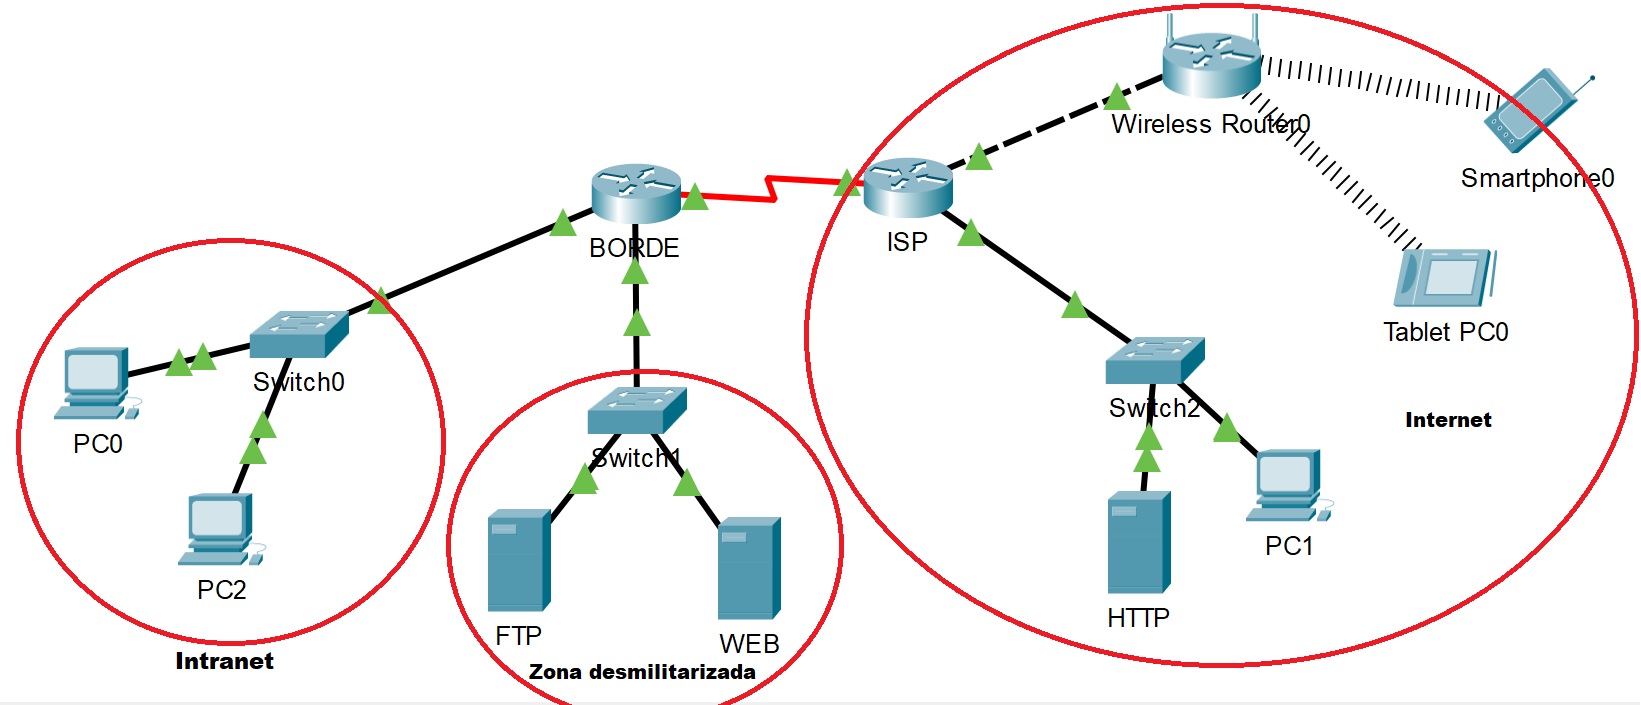 Wireless Router0
Smartphone0
BORDE
ISP
Tablet PC0
Switch0
Switch2
Internet
PC0
Switch1
PC1
PC2
HTTP
FTP
WEB
Intranet
Zona desmilitarizada